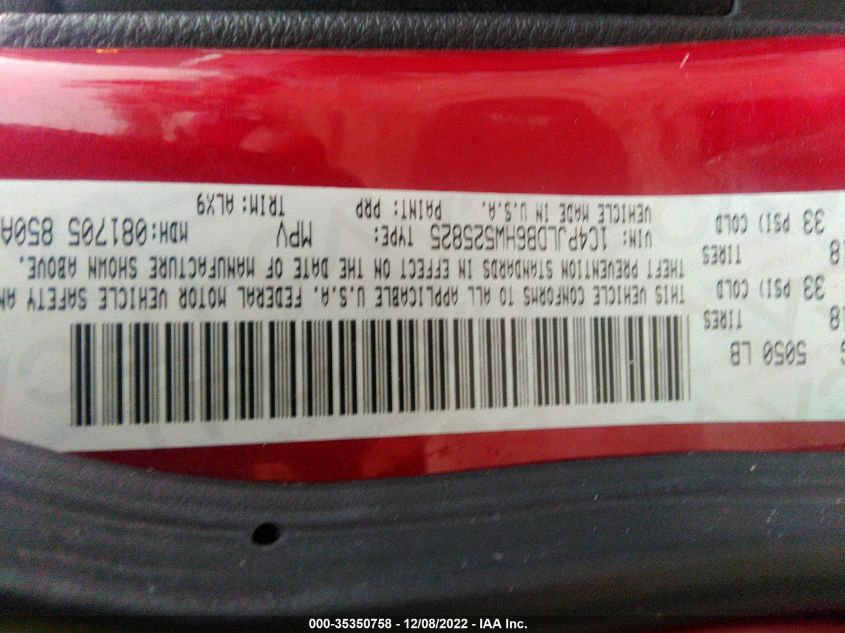 5050 LB
TIRES
33 PSI) COLD
TIRES
33 PSI) COLD
THIS VEHICLE CONFORMS TO ALL APPLICABLE U.S.A. FEDERAL MOTOR VEHICLE SAFETY AN
THEFT PREVENTION STANDARDS IN EFFECT ON THE DATE OF MANUFACTURE SHOWN ABOVE.
VIN: 1C4PJLDB6HW525825 TYPE: MPV MDH:081705 850A
VEHICLE MADE IN U.S.A. PAINT: PRP TRIM: ALX9
000-35350758 - 12/08/2022 - IAA Inc.